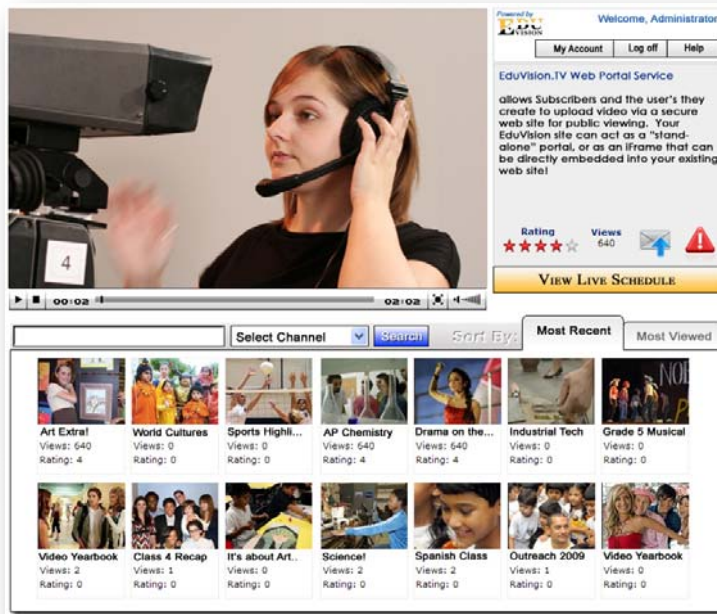 Powered by
EDU
VISION
Welcome, Administrator
My Account Log off Help
EduVision.TV Web Portal Service
allows Subscribers and the user's they
create to upload video via a secure
web site for public viewing. Your
EduVision site can act as a "stand-
alone" portal, or as an iFrame that can
be directly embedded into your existing
web site!
Rating Views
640
VIEW LIVE SCHEDULE
4
00:02 02:02
Select Channel Search Sort By: Most Recent Most Viewed
Art Extra! World Cultures Sports Highli... AP Chemistry Drama on the... Industrial Tech Grade 5 Musical
Views: 640 Views: 0 Views: 0 Views: 640 Views: 640 Views: 0 Views: 0
Rating: 4 Rating: 0 Rating: 0 Rating: 4 Rating: 4 Rating: 0 Rating: 0
Video Yearbook Class 4 Recap It's about Art.. Science! Spanish Class Outreach 2009 Video Yearbook
Views: 2 Views: 1 Views: 0 Views: 2 Views: 2 Views: 1 Views: 0
Rating: 0 Rating: 0 Rating: 0 Rating: 0 Rating: 0 Rating: 0 Rating: 0